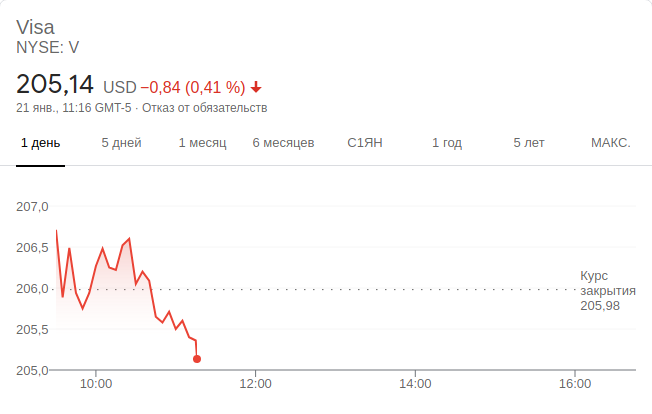 Visa
NYSE: V
205,14 USD −0,84 (0,41 %)
21 янв., 11:16 GMT-5 · Отказ от обязательств
1 день 5 дней 1 месяц 6 месяцев С1ЯН 1 год 5 лет МАКС.
207,0
206,5
206,0
205,5
205,0
Курс
закрытия
205,98
10:00 12:00 14:00 16:00